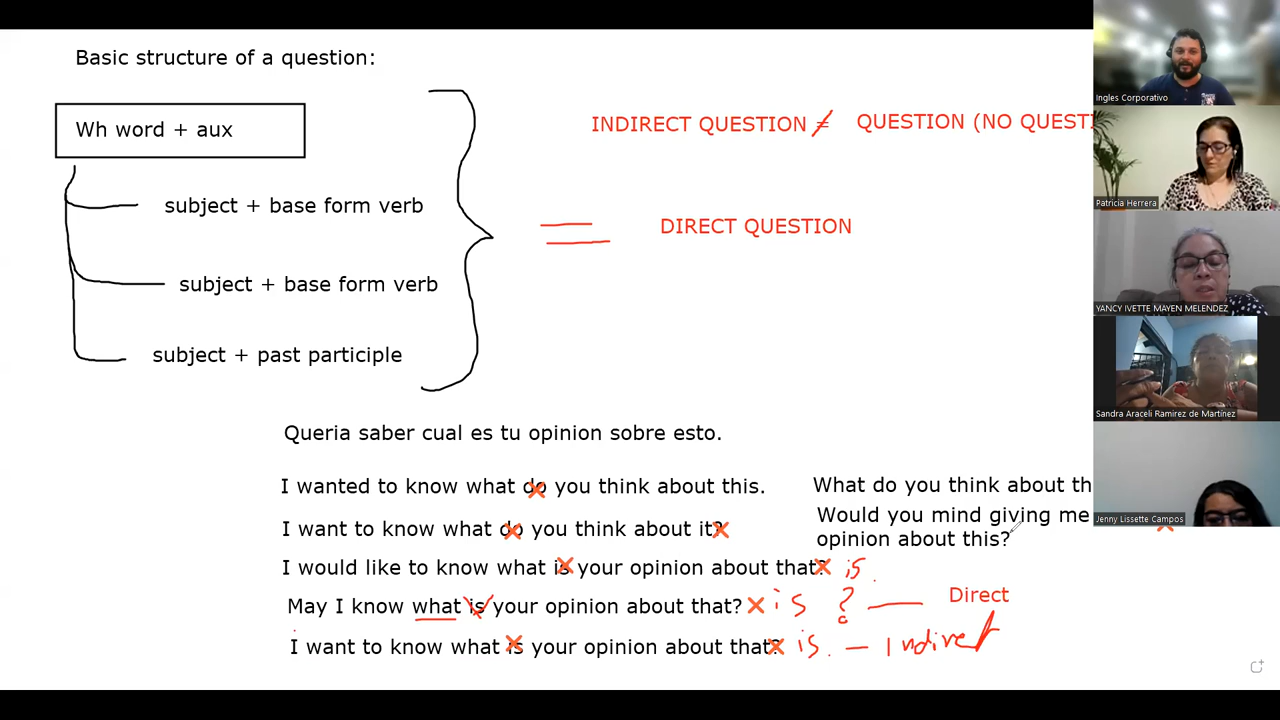 Basic structure of a question:
Wh word + aux
subject + base form verb
subject + base form verb
subject + past participle
INDIRECT QUESTION ≠ QUESTION (NO QUESTI
DIRECT QUESTION
Queria saber cual es tu opinion sobre esto.
I wanted to know what do you think about this.
I want to know what do you think about it?
I would like to know what is your opinion about that? is.
May I know what is your opinion about that? is ? — Direct
I want to know what is your opinion about that? is. — Indirect
What do you think about th
Would you mind giving me
opinion about this?
Ingles Corporativo
Patricia Herrera
YANCY IVETTE MAYEN MELENDEZ
Sandra Araceli Ramirez de Martínez
Jenny Lissette Campos